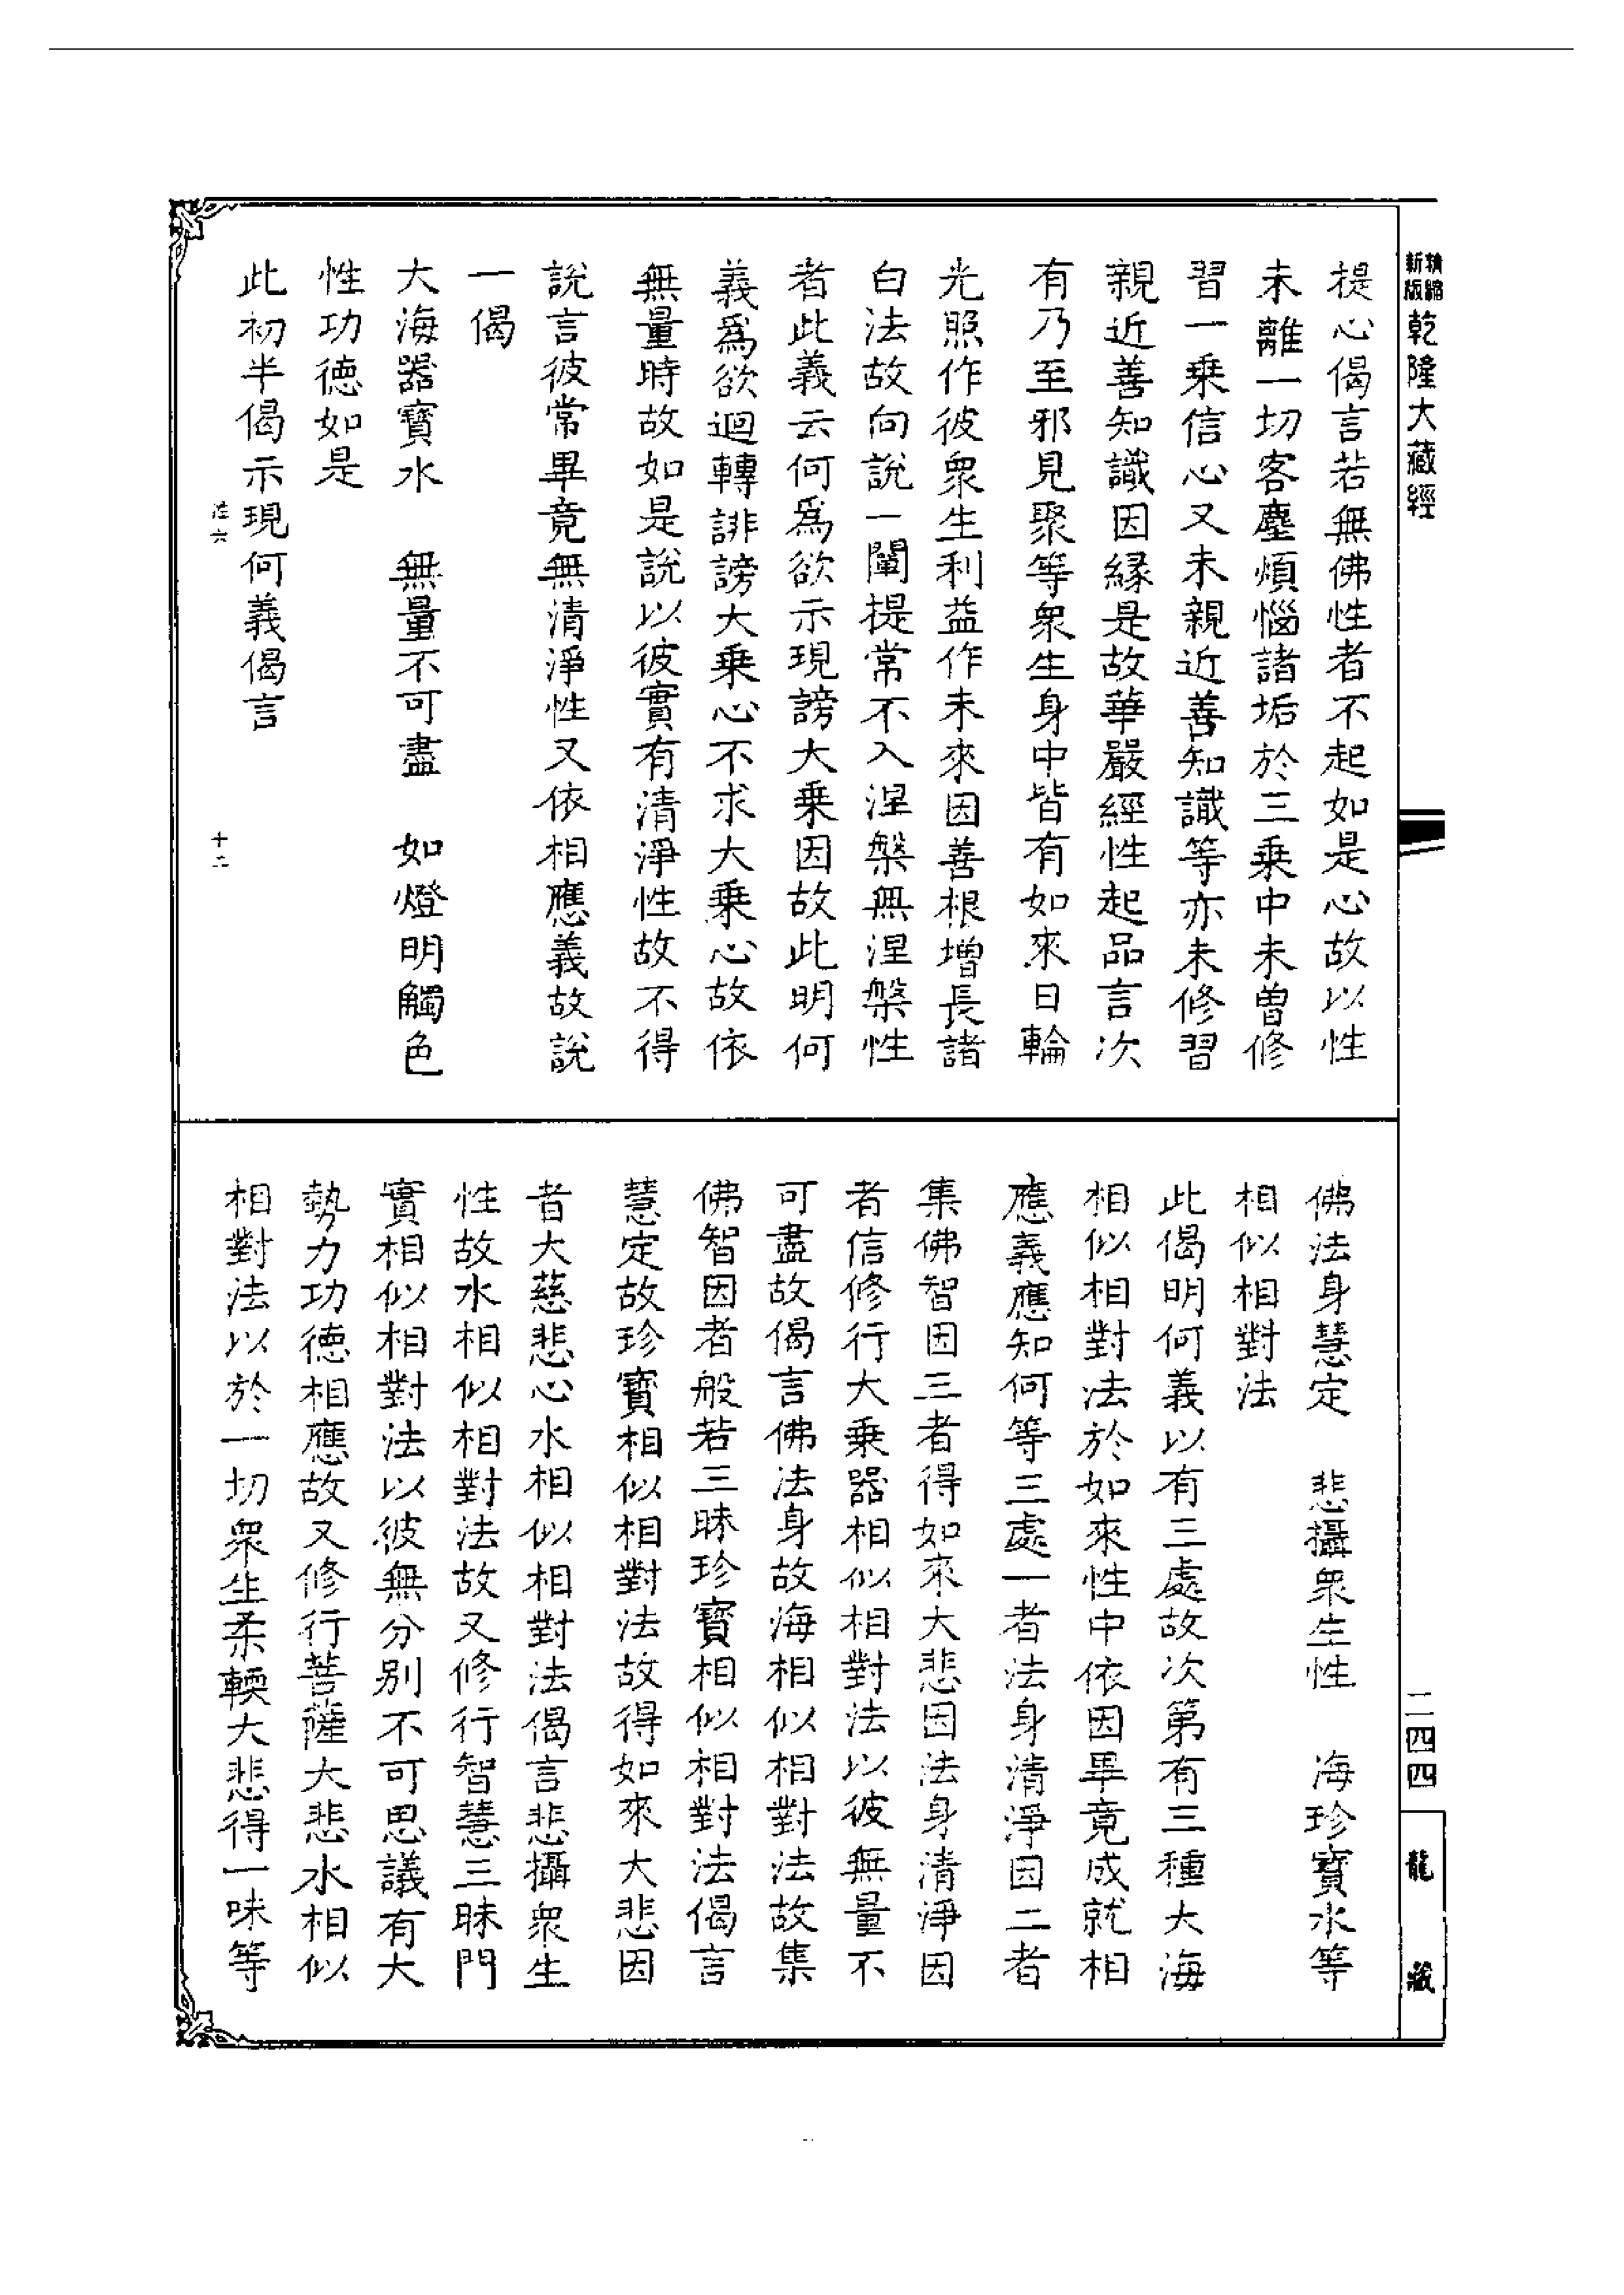 精縮
新版
乾隆大藏經
提心偈言若無佛性者不起如是心故以性
未離一切客塵煩惱諸垢於三乗中未曽修
習一乗信心又未親近善知識等亦未修習
親近善知識因縁是故華嚴經性起品言次
有乃至邪見聚等衆生身中皆有如來日輪
光照作彼衆生利益作未來因善根增長諸
白法故向說一闡提常不入涅槃無涅槃性
者此義云何爲欲示現謗大乗因故此明何
義爲欲迴轉誹謗大乗心不求大乗心故依
無量時故如是說以彼實有清淨性故不得
說言彼常畢竟無清淨性又依相應義故說
一偈
大海器寶水　無量不可盡　如燈明觸色
性功德如是
此初半偈示現何義偈言
十二
佛法身慧定　悲攝衆生性　海珍寶水等
相似相對法
此偈明何義以有三處故次第有三種大海
相似相對法於如來性中依因畢竟成就相
應義應知何等三處一者法身清淨因二者
集佛智因三者得如來大悲因法身清淨因
者信修行大乗器相似相對法以彼無量不
可盡故偈言佛法身故海相似相對法故集
佛智因者般若三昧珍寶相似相對法偈言
慧定故珍寶相似相對法故得如來大悲因
者大慈悲心水相似相對法偈言悲攝衆生
性故水相似相對法故又修行智慧三昧門
實相似相對法以彼無分別不可思議有大
勢力功德相應故又修行菩薩大悲水相似
相對法以於一切衆生柔輭大悲得一味等
二四四
龍藏